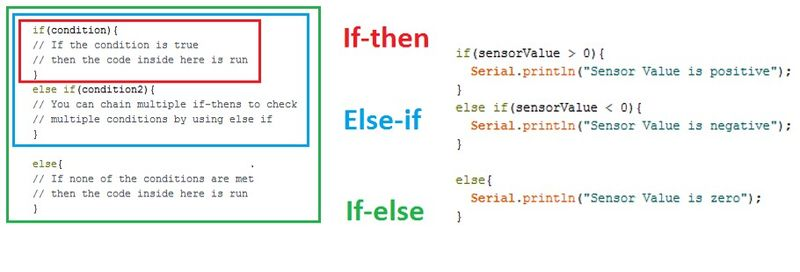 if(condition){
// If the condition is true
// then the code inside here is run
}
else if(condition2){
// You can chain multiple if-thens to check
// multiple conditions by using else if
}
else{
// If none of the conditions are met
// then the code inside here is run
}
If-then
Else-if
If-else
if(sensorValue > 0){
Serial.println("Sensor Value is positive");
}
else if(sensorValue < 0){
Serial.println("Sensor Value is negative");
}
else{
Serial.println("Sensor Value is zero");
}